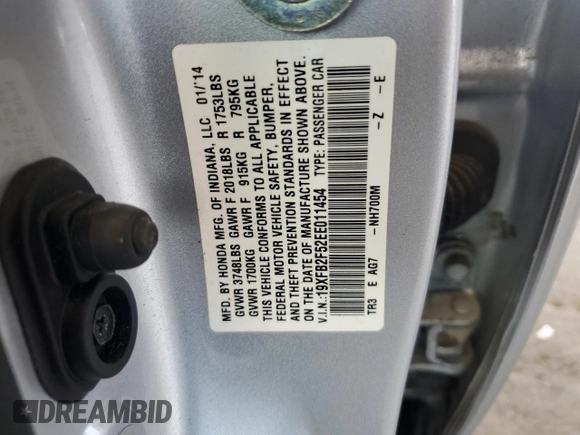 MFD. BY HONDA MFG. OF INDIANA, LLC 01/'14
GVWR 3748LBS GAWR F 2018LBS R 1753LBS
GVWR 1700KG GAWR F 915KG R 795KG
THIS VEHICLE CONFORMS TO ALL APPLICABLE
FEDERAL MOTOR VEHICLE SAFETY, BUMPER,
AND THEFT PREVENTION STANDARDS IN EFFECT
ON THE DATE OF MANUFACTURE SHOWN ABOVE.
V.I.N.:19XFB2F52EE011454 TYPE: PASSENGER CAR
TR3 E AG7 -NH700M -Z -E
DREAMBID